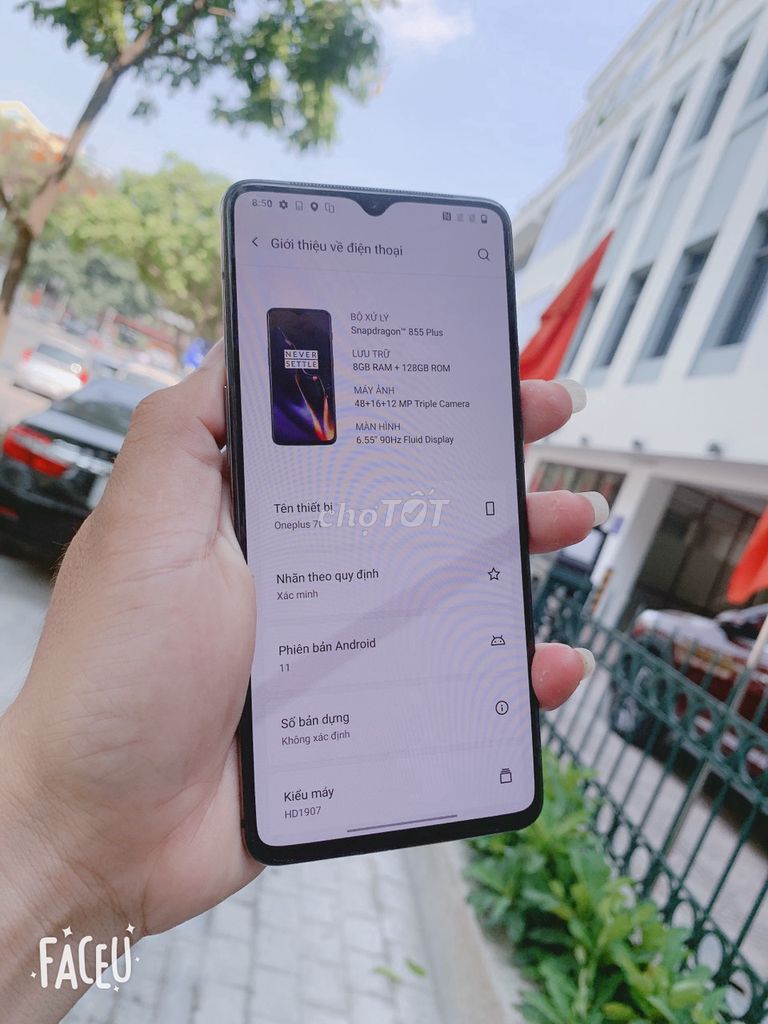 8:50
Giới thiệu về điện thoại
NEVER
SETTLE
BỘ XỬ LÝ
Snapdragon™ 855 Plus
LƯU TRỮ
8GB RAM + 128GB ROM
MÁY ẢNH
48+16+12 MP Triple Camera
MÀN HÌNH
6.55" 90Hz Fluid Display
Tên thiết bị
Oneplus 7t
chợTỐT
Nhãn theo quy định
Xác minh
Phiên bản Android
11
Số bản dựng
Không xác định
Kiểu máy
HD1907
FACEU